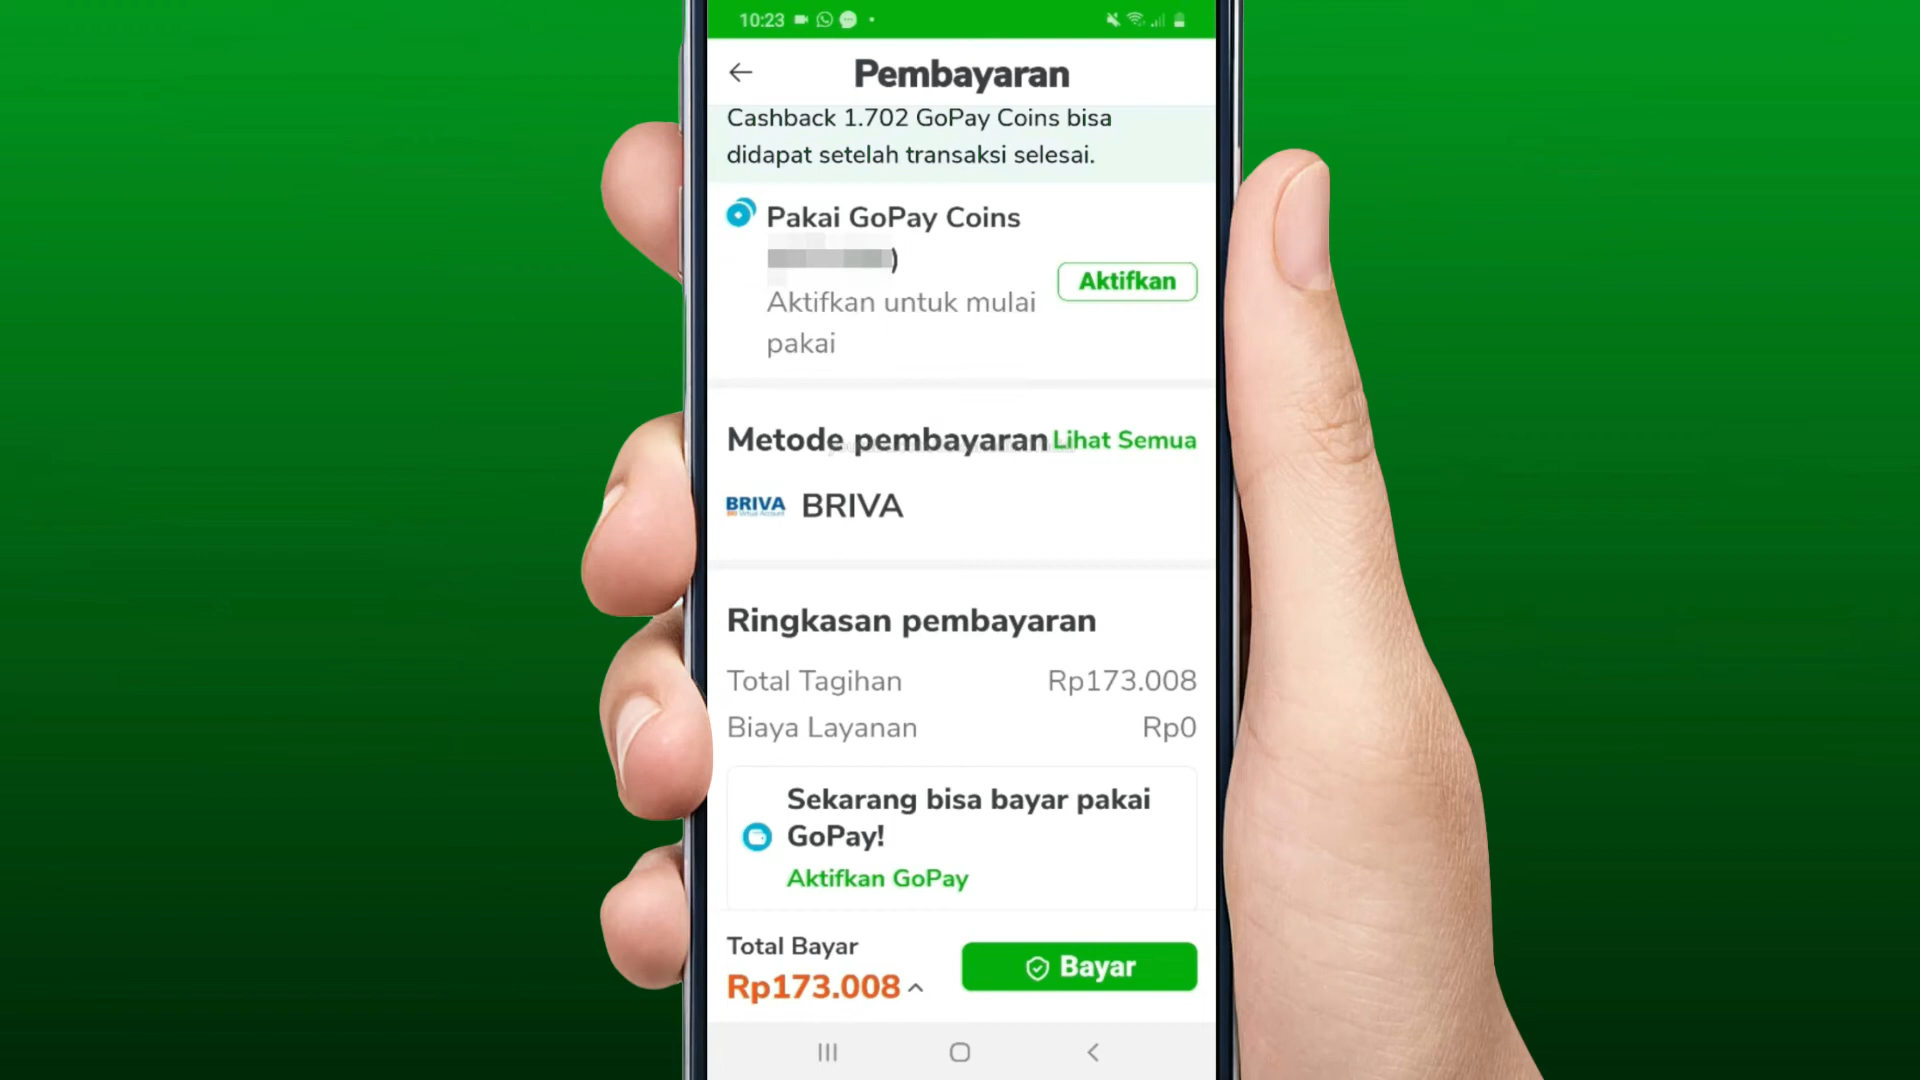 10:23
Pembayaran
Cashback 1.702 GoPay Coins bisa
didapat setelah transaksi selesai.
Pakai GoPay Coins
)
Aktifkan
Aktifkan untuk mulai
pakai
Metode pembayaran Lihat Semua
BRIVA BRIVA
Ringkasan pembayaran
Total Tagihan Rp173.008
Biaya Layanan Rp0
Sekarang bisa bayar pakai
GoPay!
Aktifkan GoPay
Total Bayar
Rp173.008
Bayar